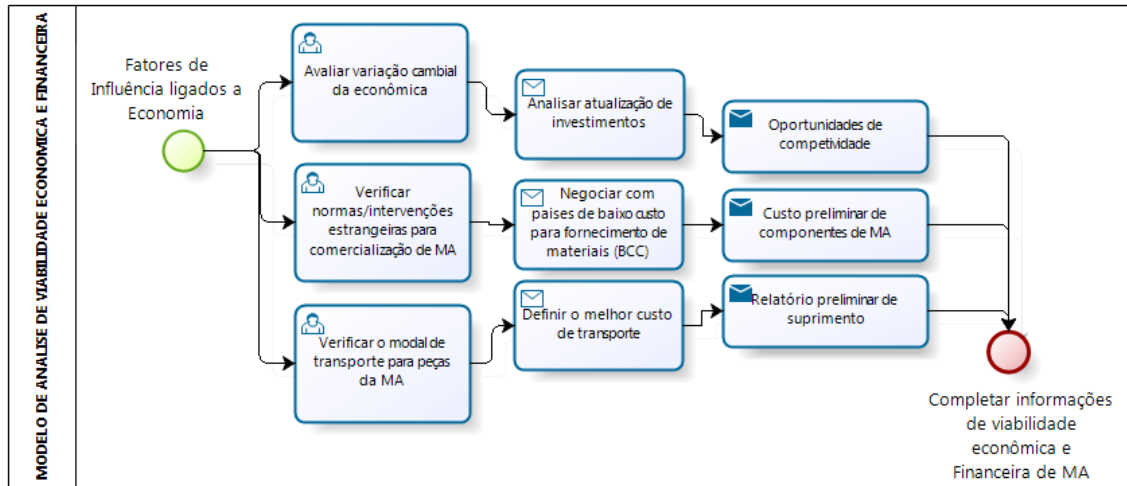 MODELO DE ANALISE DE VIABILIDADE ECONOMICA E FINANCEIRA
Fatores de
Influência ligados a
Economia
Avaliar variação cambial
da econômica
Analisar atualização de
investimentos
Oportunidades de
competividade
Verificar
normas/intervenções
estrangeiras para
comercialização de MA
Negociar com
paises de baixo custo
para fornecimento de
materiais (BCC)
Custo preliminar de
componentes de MA
Verificar o modal de
transporte para peças
da MA
Definir o melhor custo
de transporte
Relatório preliminar de
suprimento
Completar informações
de viabilidade
econômica e
Financeira de MA